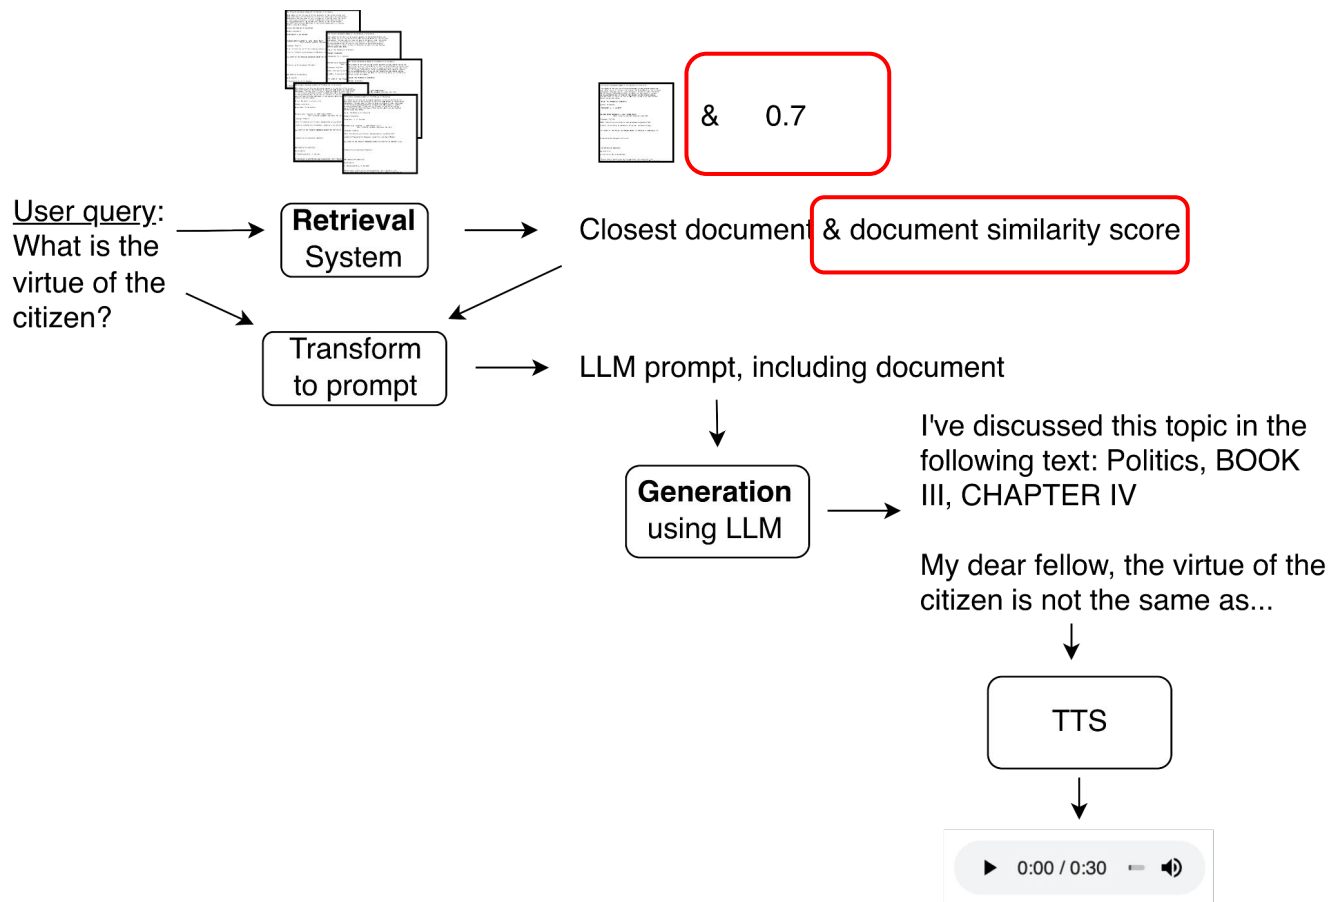 & 0.7
User query:
What is the
virtue of the
citizen?
Retrieval
System
Closest document & document similarity score
Transform
to prompt
LLM prompt, including document
Generation
using LLM
I've discussed this topic in the
following text: Politics, BOOK
III, CHAPTER IV
My dear fellow, the virtue of the
citizen is not the same as...
TTS
0:00 / 0:30